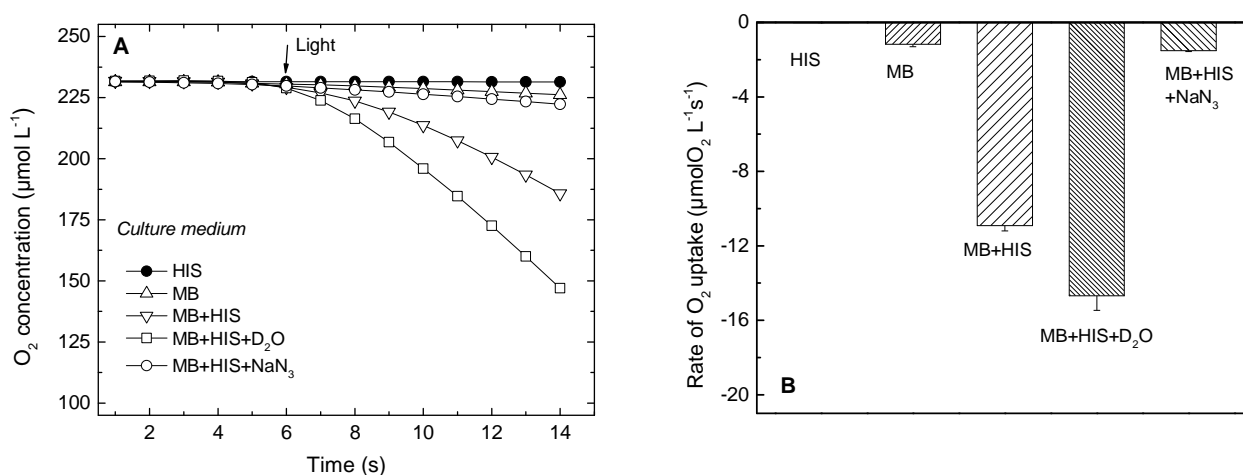 A
Light
250
225
200
175
150
125
100
O₂ concentration (µmol L⁻¹)
Culture medium
HIS
MB
MB+HIS
MB+HIS+D₂O
MB+HIS+NaN₃
2 4 6 8 10 12 14
Time (s)
0
-4
-8
-12
-16
-20
Rate of O₂ uptake (µmolO₂ L⁻¹s⁻¹)
HIS
MB
MB+HIS
MB+HIS+D₂O
MB+HIS
+NaN₃
B